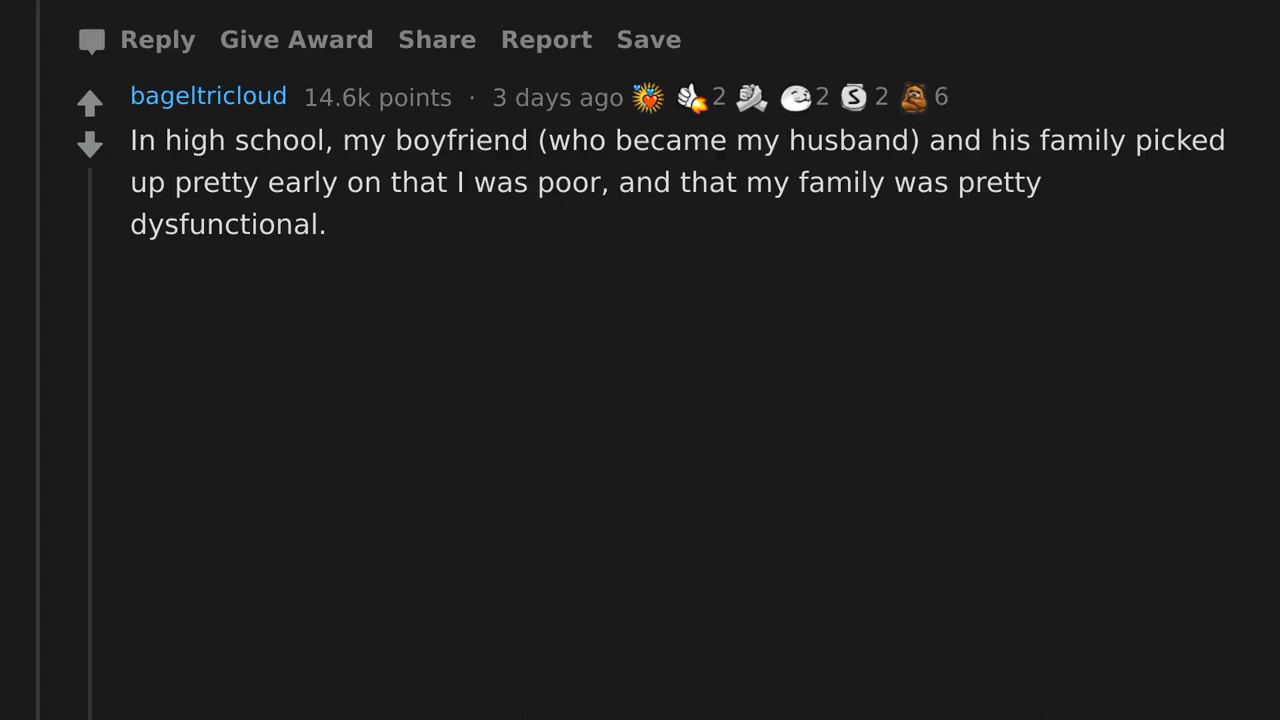 Reply Give Award Share Report Save
bageltricloud 14.6k points · 3 days ago 2 2 S 2 6
In high school, my boyfriend (who became my husband) and his family picked
up pretty early on that I was poor, and that my family was pretty
dysfunctional.